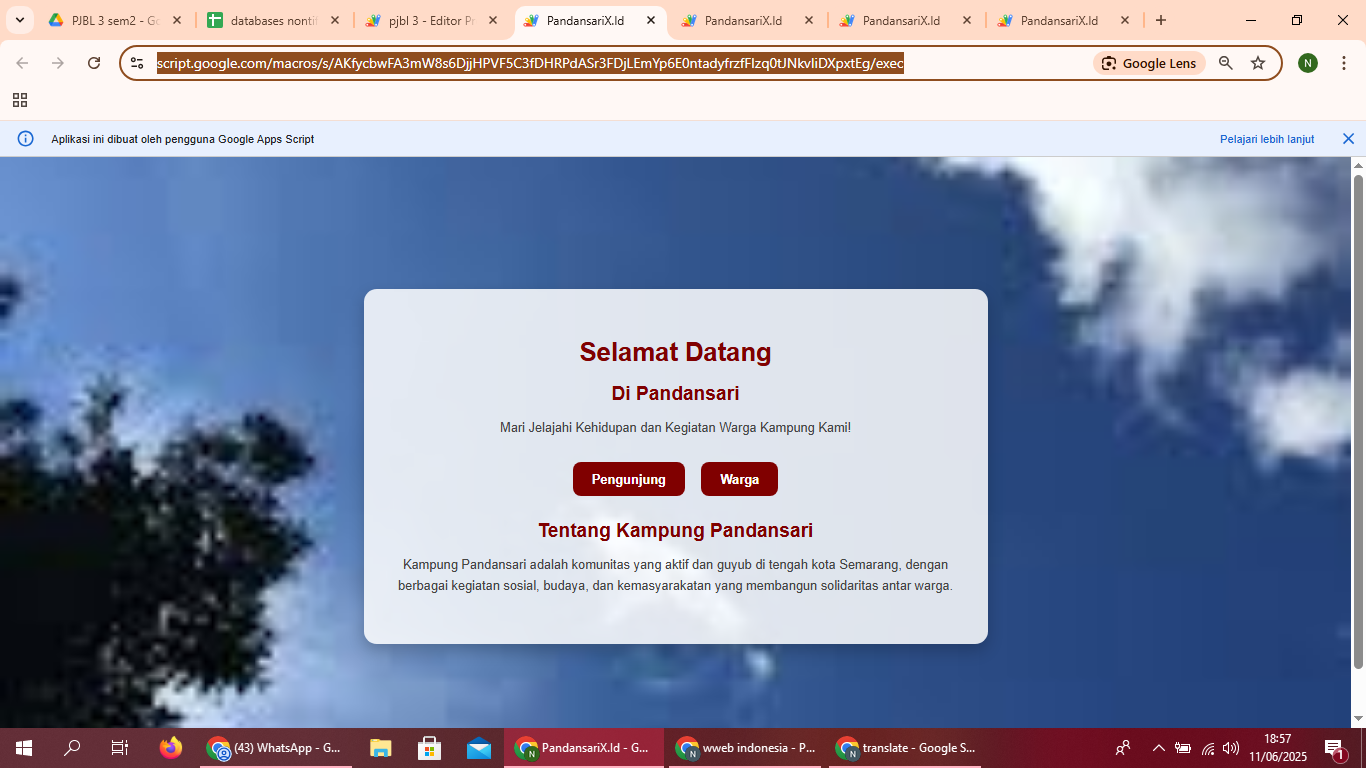 PJBL 3 sem2 - Go
databases nontif
pjbl 3 - Editor Pr
PandansariX.Id
PandansariX.Id
PandansariX.Id
PandansariX.Id
script.google.com/macros/s/AKfycbwFA3mW8s6DjjHPVF5C3fDHRPdASr3FDjLEmYp6E0ntadyfrzfFIzq0tJNkvIiDXpxtEg/exec
Google Lens
N
Aplikasi ini dibuat oleh pengguna Google Apps Script
Pelajari lebih lanjut
Selamat Datang
Di Pandansari
Mari Jelajahi Kehidupan dan Kegiatan Warga Kampung Kami!
Pengunjung
Warga
Tentang Kampung Pandansari
Kampung Pandansari adalah komunitas yang aktif dan guyub di tengah kota Semarang, dengan
berbagai kegiatan sosial, budaya, dan kemasyarakatan yang membangun solidaritas antar warga.
(43) WhatsApp - G...
PandansariX.Id - G...
wweb indonesia - P...
translate - Google S...
18:57
11/06/2025
1